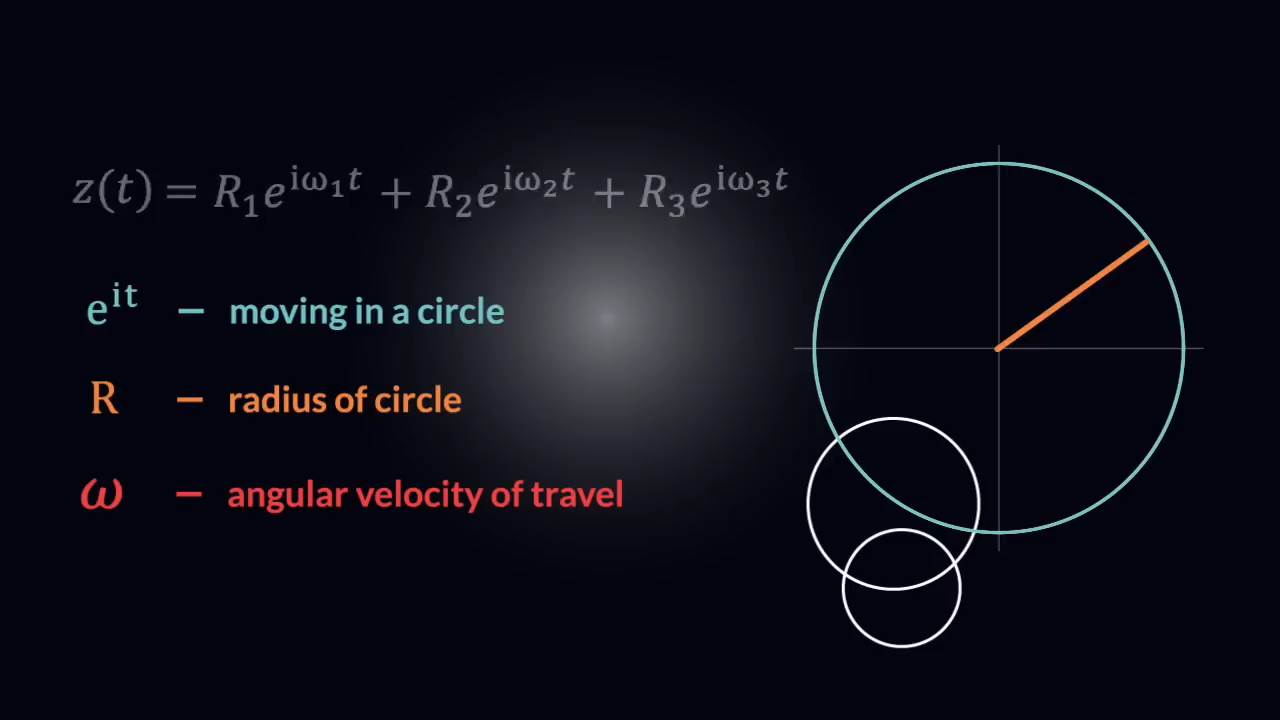 z(t) = R₁e^{iω₁t} + R₂e^{iω₂t} + R₃e^{iω₃t}
e^{it} – moving in a circle
R – radius of circle
ω – angular velocity of travel